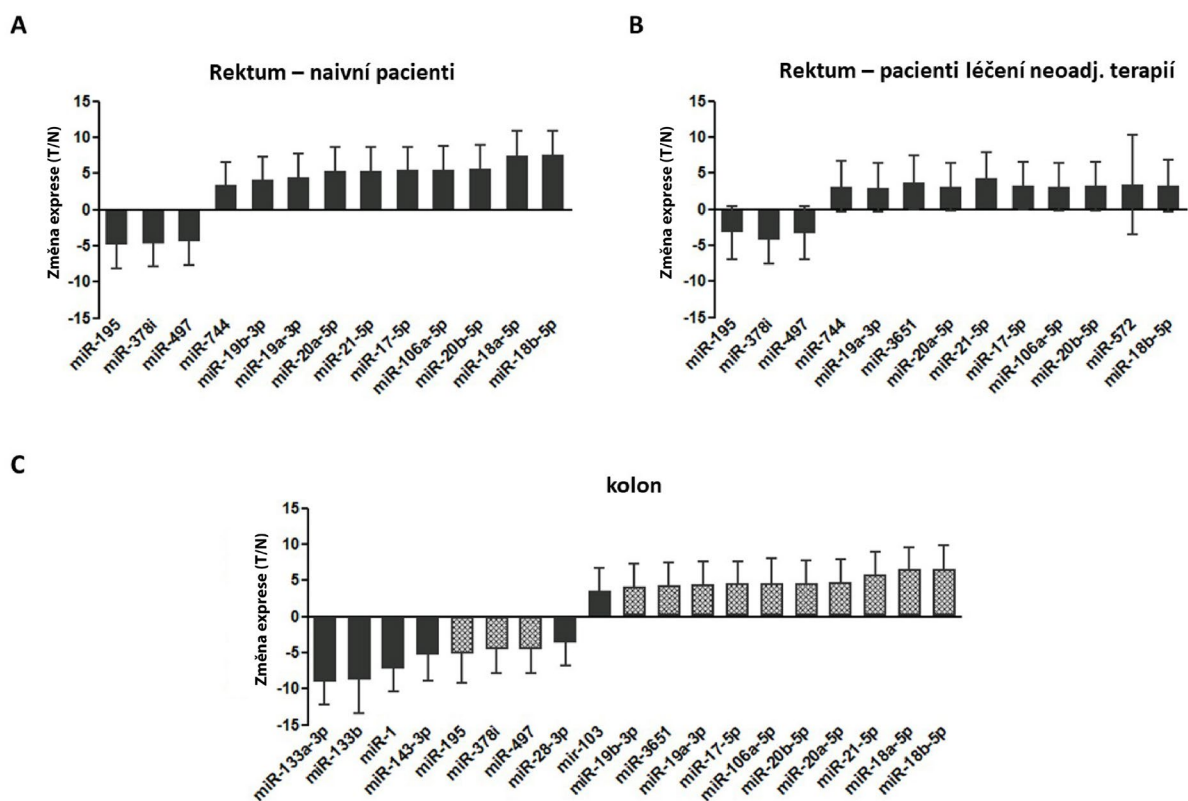 A
Rektum – naivní pacienti
Změna exprese (T/N)
15
10
5
0
-5
-10
-15
miR-195
miR-378i
miR-497
miR-744
miR-19b-3p
miR-19a-3p
miR-20a-5p
miR-21-5p
miR-17-5p
miR-106a-5p
miR-20b-5p
miR-18a-5p
miR-18b-5p
B
Rektum – pacienti léčení neoadj. terapií
Změna exprese (T/N)
15
10
5
0
-5
-10
-15
miR-195
miR-378i
miR-497
miR-744
miR-19a-3p
miR-3651
miR-20a-5p
miR-21-5p
miR-17-5p
miR-106a-5p
miR-20b-5p
miR-572
miR-18b-5p
C
kolon
Změna exprese (T/N)
15
10
5
0
-5
-10
-15
miR-133a-3p
miR-133b
miR-1
miR-143-3p
miR-195
miR-378i
miR-497
miR-28-3p
mir-103
miR-19b-3p
miR-3651
miR-19a-3p
miR-17-5p
miR-106a-5p
miR-20b-5p
miR-20a-5p
miR-21-5p
miR-18a-5p
miR-18b-5p